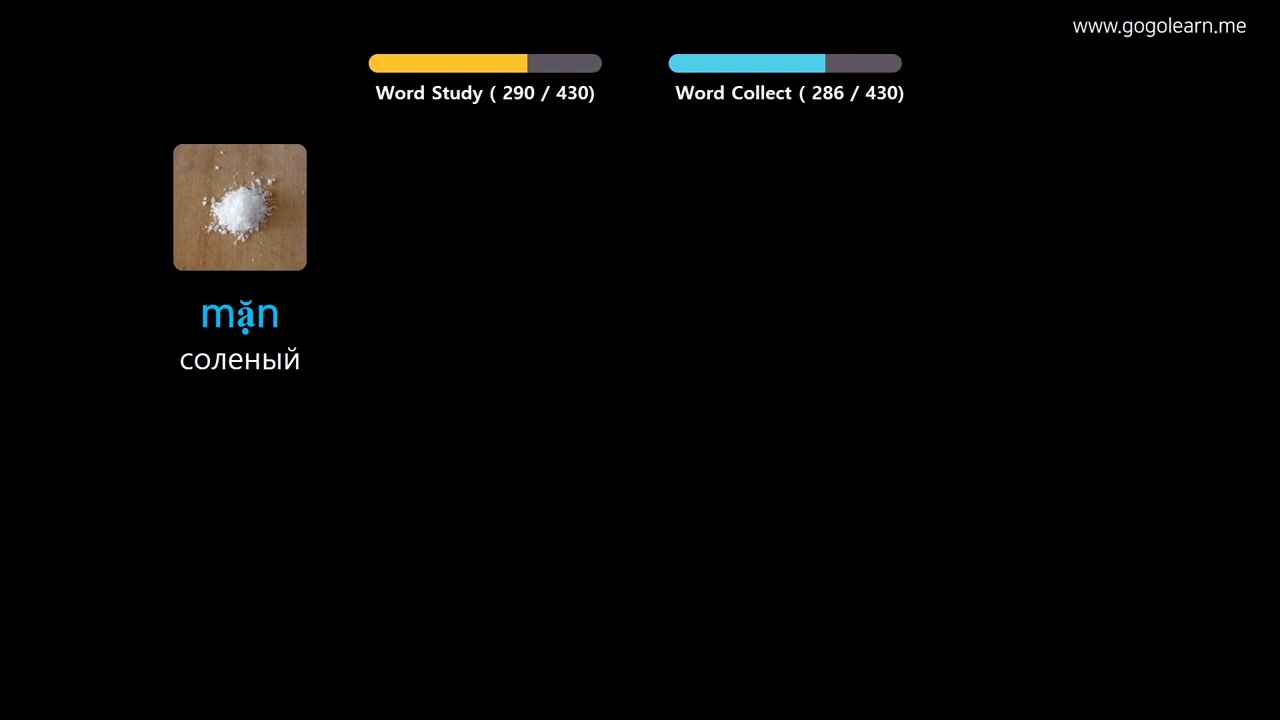 www.gogolearn.me
Word Study ( 290 / 430)
Word Collect ( 286 / 430)
mặn
соленый